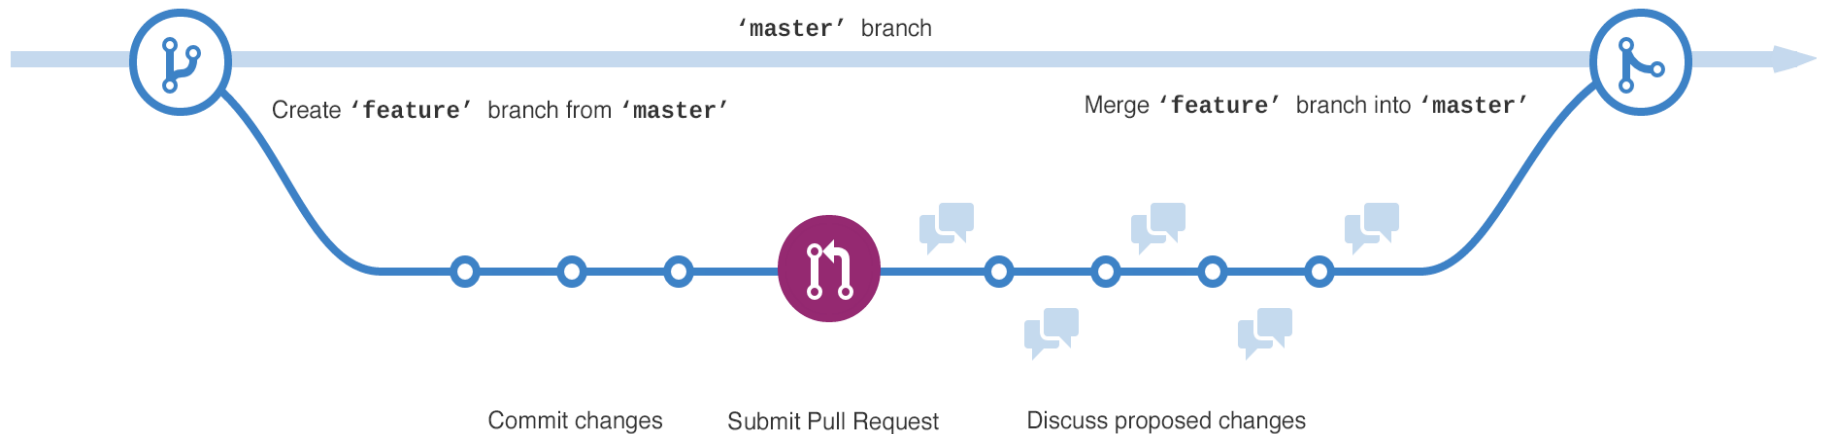 ‘master’ branch
Create ‘feature’ branch from ‘master’
Merge ‘feature’ branch into ‘master’
Commit changes
Submit Pull Request
Discuss proposed changes